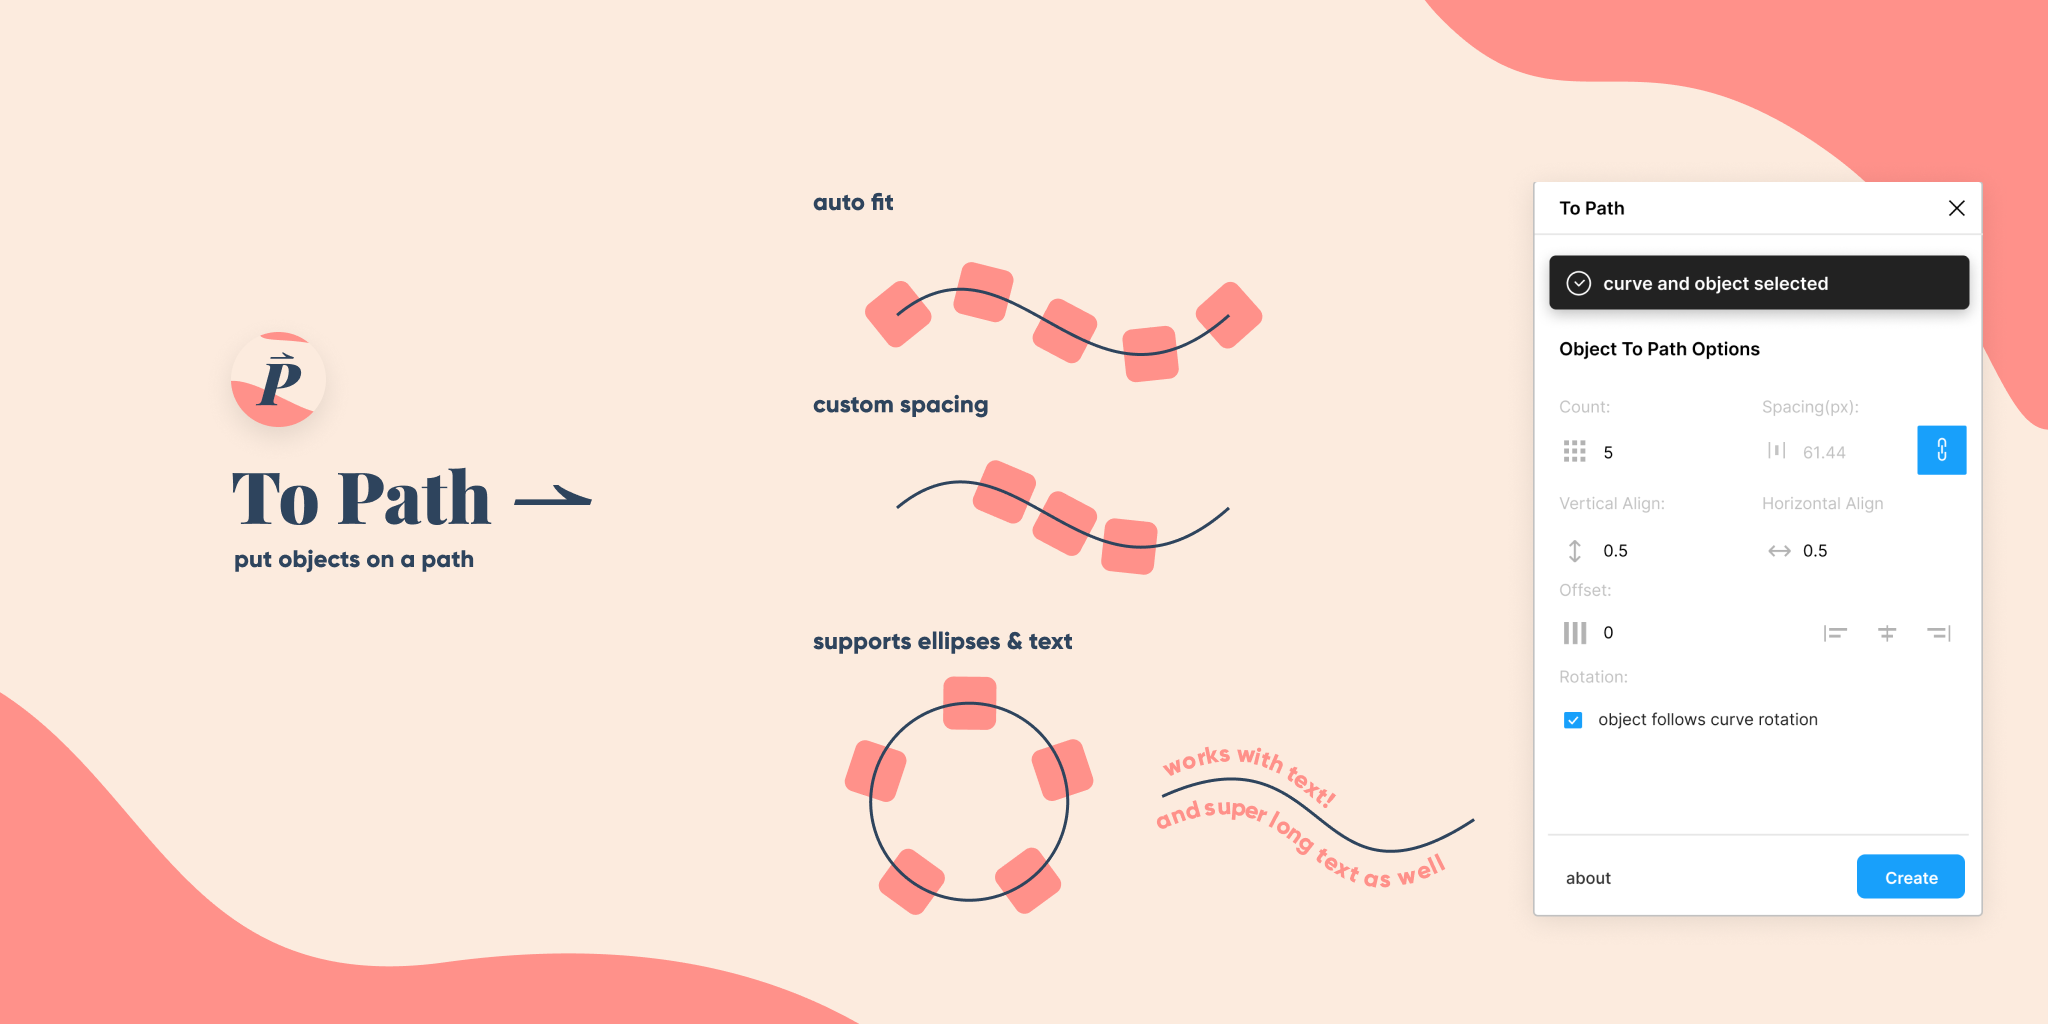 P
To Path
put objects on a path
auto fit
custom spacing
supports ellipses & text
works with text!
and super long text as well
To Path
curve and object selected
Object To Path Options
Count:
Spacing(px):
5
61.44
Vertical Align:
Horizontal Align
0.5
0.5
Offset:
0
Rotation:
object follows curve rotation
about
Create